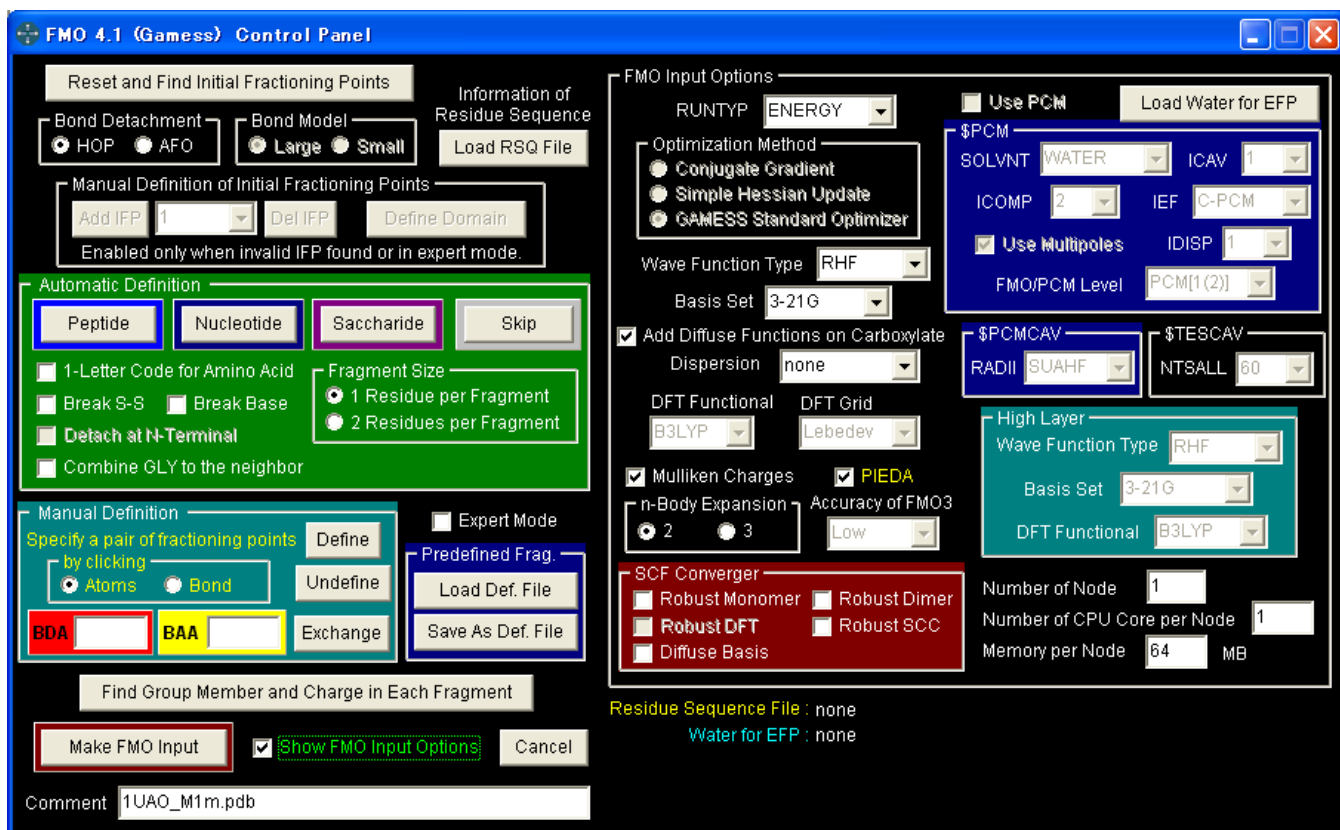 FMO 4.1 (Gamess) Control Panel
Reset and Find Initial Fractioning Points
Information of
Residue Sequence
Load RSQ File
Bond Detachment
HOP AFO
Bond Model
Large Small
Manual Definition of Initial Fractioning Points
Add IFP 1 Del IFP Define Domain
Enabled only when invalid IFP found or in expert mode.
Automatic Definition
Peptide Nucleotide Saccharide Skip
1-Letter Code for Amino Acid
Break S-S Break Base
Detach at N-Terminal
Combine GLY to the neighbor
Fragment Size
1 Residue per Fragment
2 Residues per Fragment
Manual Definition
Specify a pair of fractioning points
by clicking
Atoms Bond
Define
Undefine
BDA BAA Exchange
Expert Mode
Predefined Frag.
Load Def. File
Save As Def. File
Find Group Member and Charge in Each Fragment
Make FMO Input Show FMO Input Options Cancel
Comment 1UAO_M1m.pdb
FMO Input Options
RUNTYP ENERGY
Optimization Method
Conjugate Gradient
Simple Hessian Update
GAMESS Standard Optimizer
Wave Function Type RHF
Basis Set 3-21G
Add Diffuse Functions on Carboxylate
Dispersion none
DFT Functional DFT Grid
B3LYP Lebedev
Mulliken Charges PIEDA
n-Body Expansion
2 3
Accuracy of FMO3
Low
SCF Converger
Robust Monomer Robust Dimer
Robust DFT Robust SCC
Diffuse Basis
Use PCM Load Water for EFP
$PCM
SOLVNT WATER ICAV 1
ICOMP 2 IEF C-PCM
Use Multipoles IDISP 1
FMO/PCM Level PCM[1(2)]
$PCMCAV
RADII SUAHF
$TESCAV
NTSALL 60
High Layer
Wave Function Type RHF
Basis Set 3-21G
DFT Functional B3LYP
Number of Node 1
Number of CPU Core per Node 1
Memory per Node 64 MB
Residue Sequence File : none
Water for EFP : none